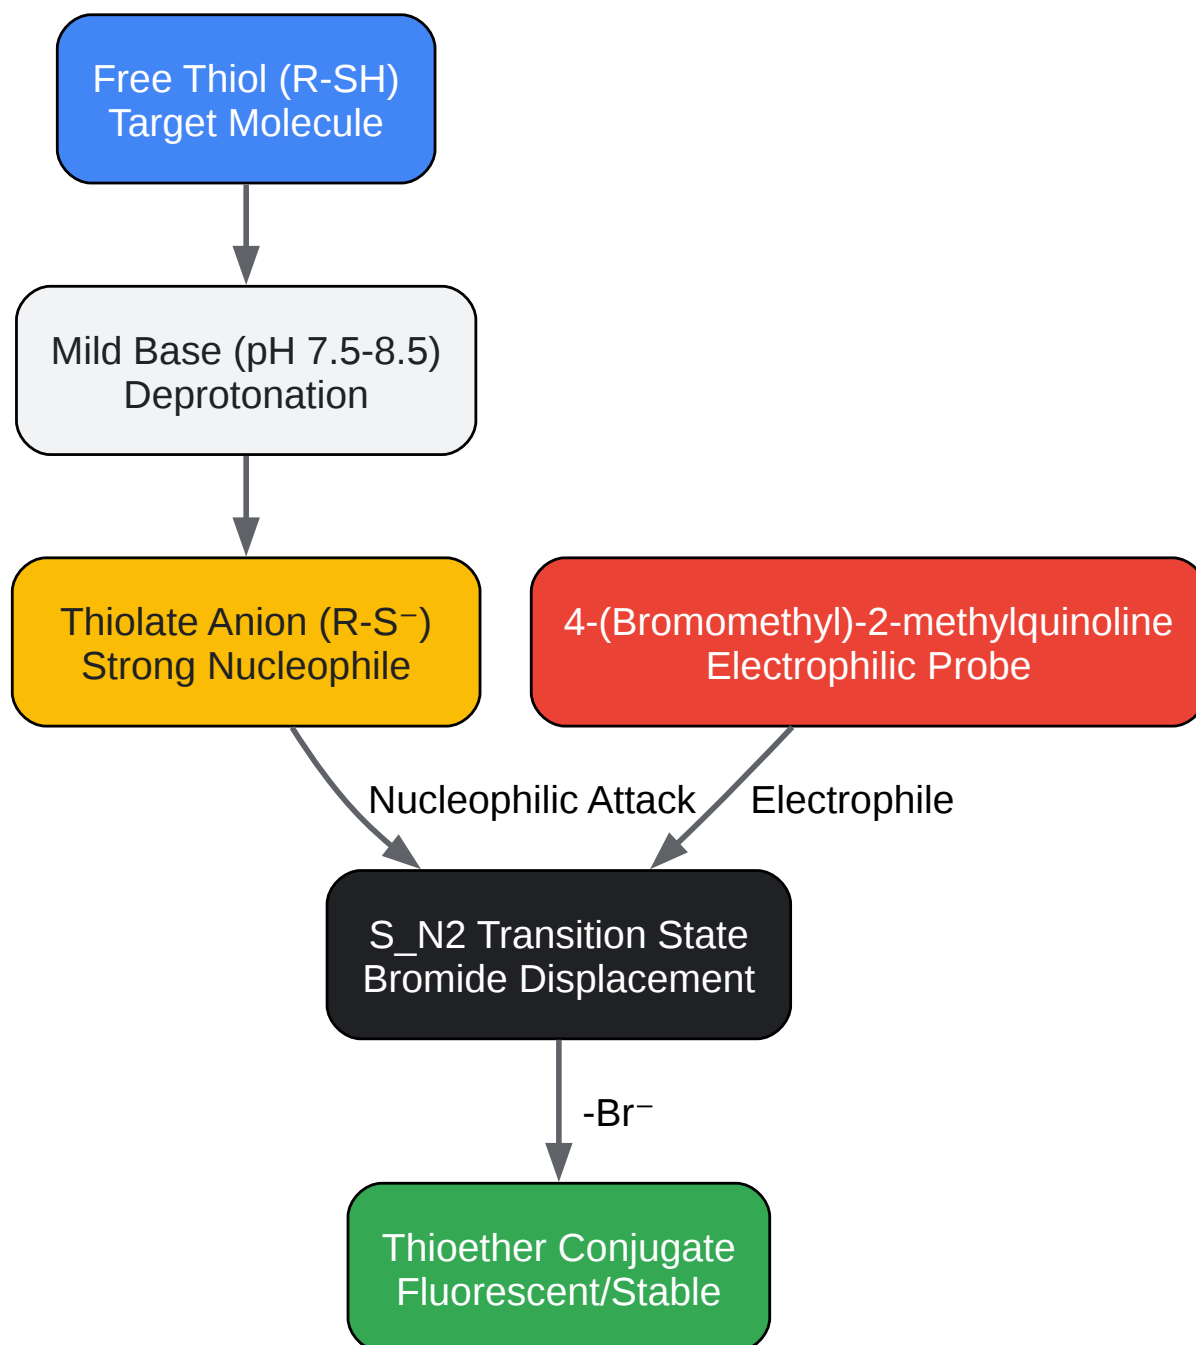 Free Thiol (R-SH)
Target Molecule
Mild Base (pH 7.5-8.5)
Deprotonation
Thiolate Anion (R-S⁻)
Strong Nucleophile
4-(Bromomethyl)-2-methylquinoline
Electrophilic Probe
Nucleophilic Attack
Electrophile
S_N2 Transition State
Bromide Displacement
-Br⁻
Thioether Conjugate
Fluorescent/Stable